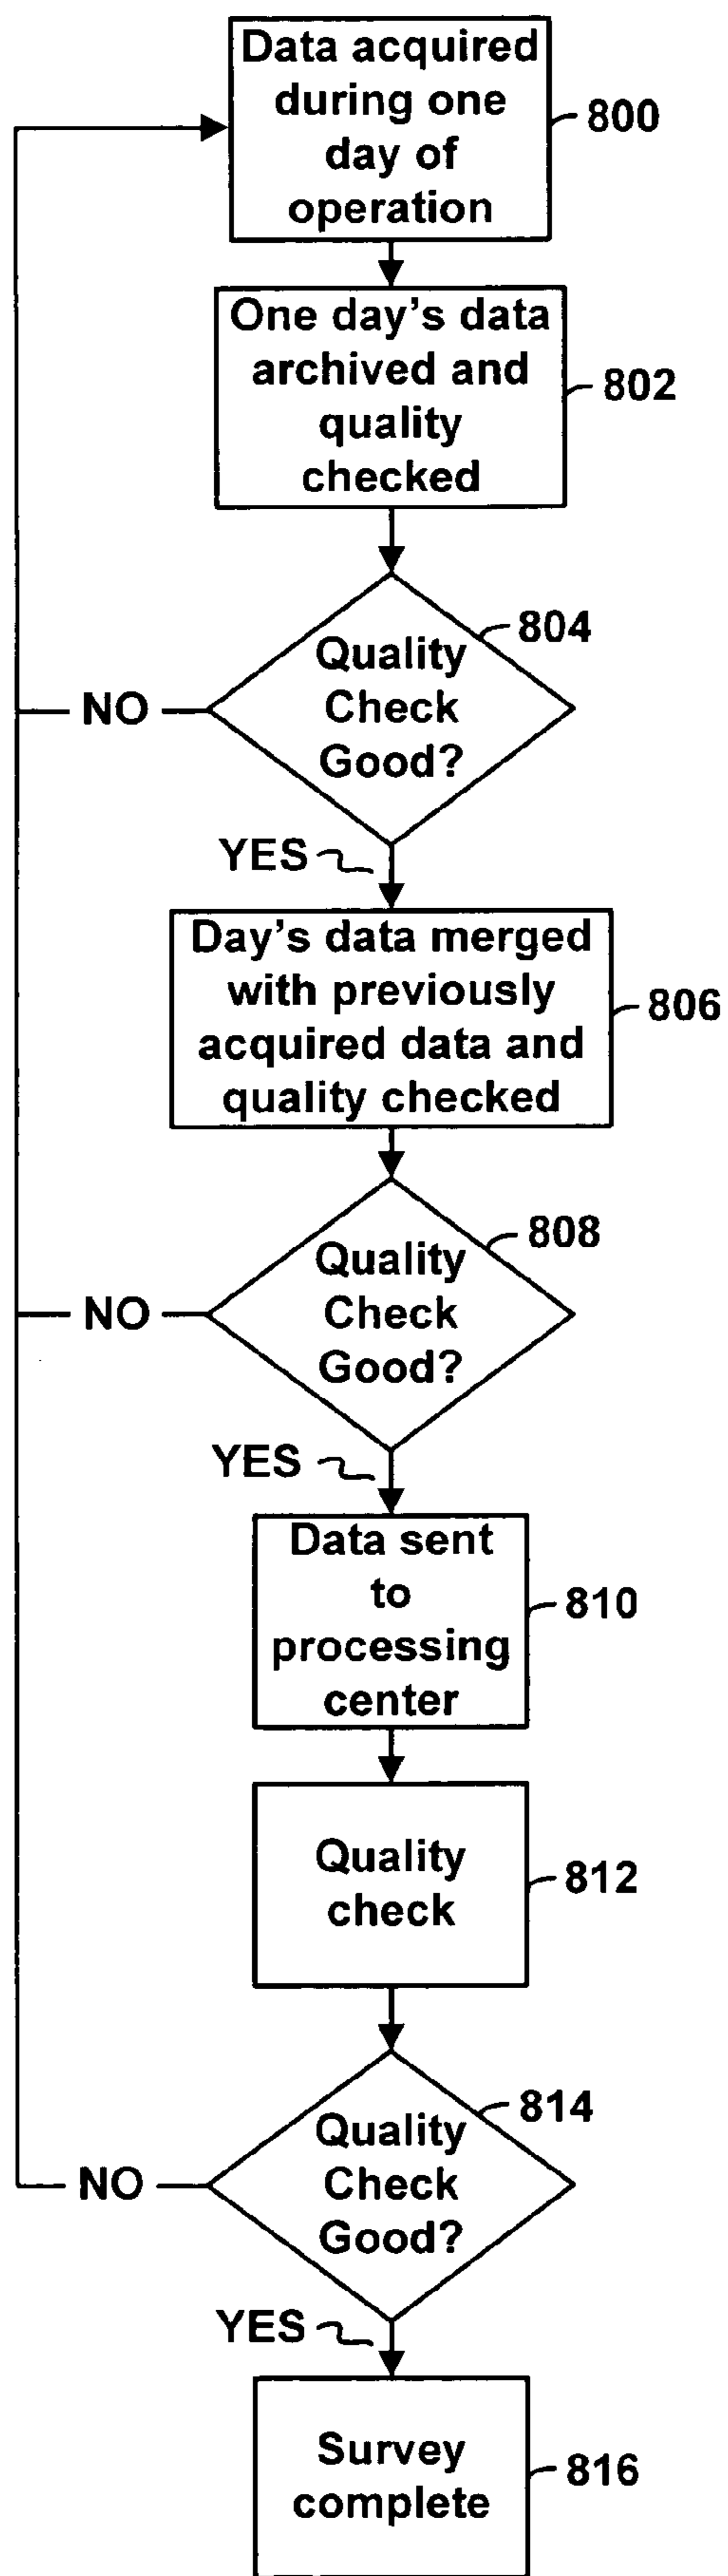 Data acquired
during one
day of
operation
800
One day's data
archived and
quality
checked
802
Quality
Check
Good?
804
NO
YES
Day's data merged
with previously
acquired data and
quality checked
806
Quality
Check
Good?
808
NO
YES
Data sent
to
processing
center
810
Quality
check
812
Quality
Check
Good?
814
NO
YES
Survey
complete
816